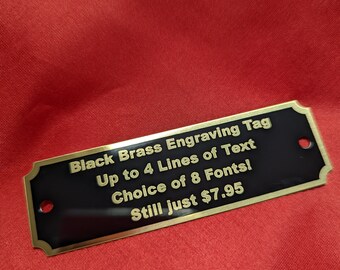 Black Brass Engraving Tag
Up to 4 Lines of Text
Choice of 8 Fonts!
Still just $7.95